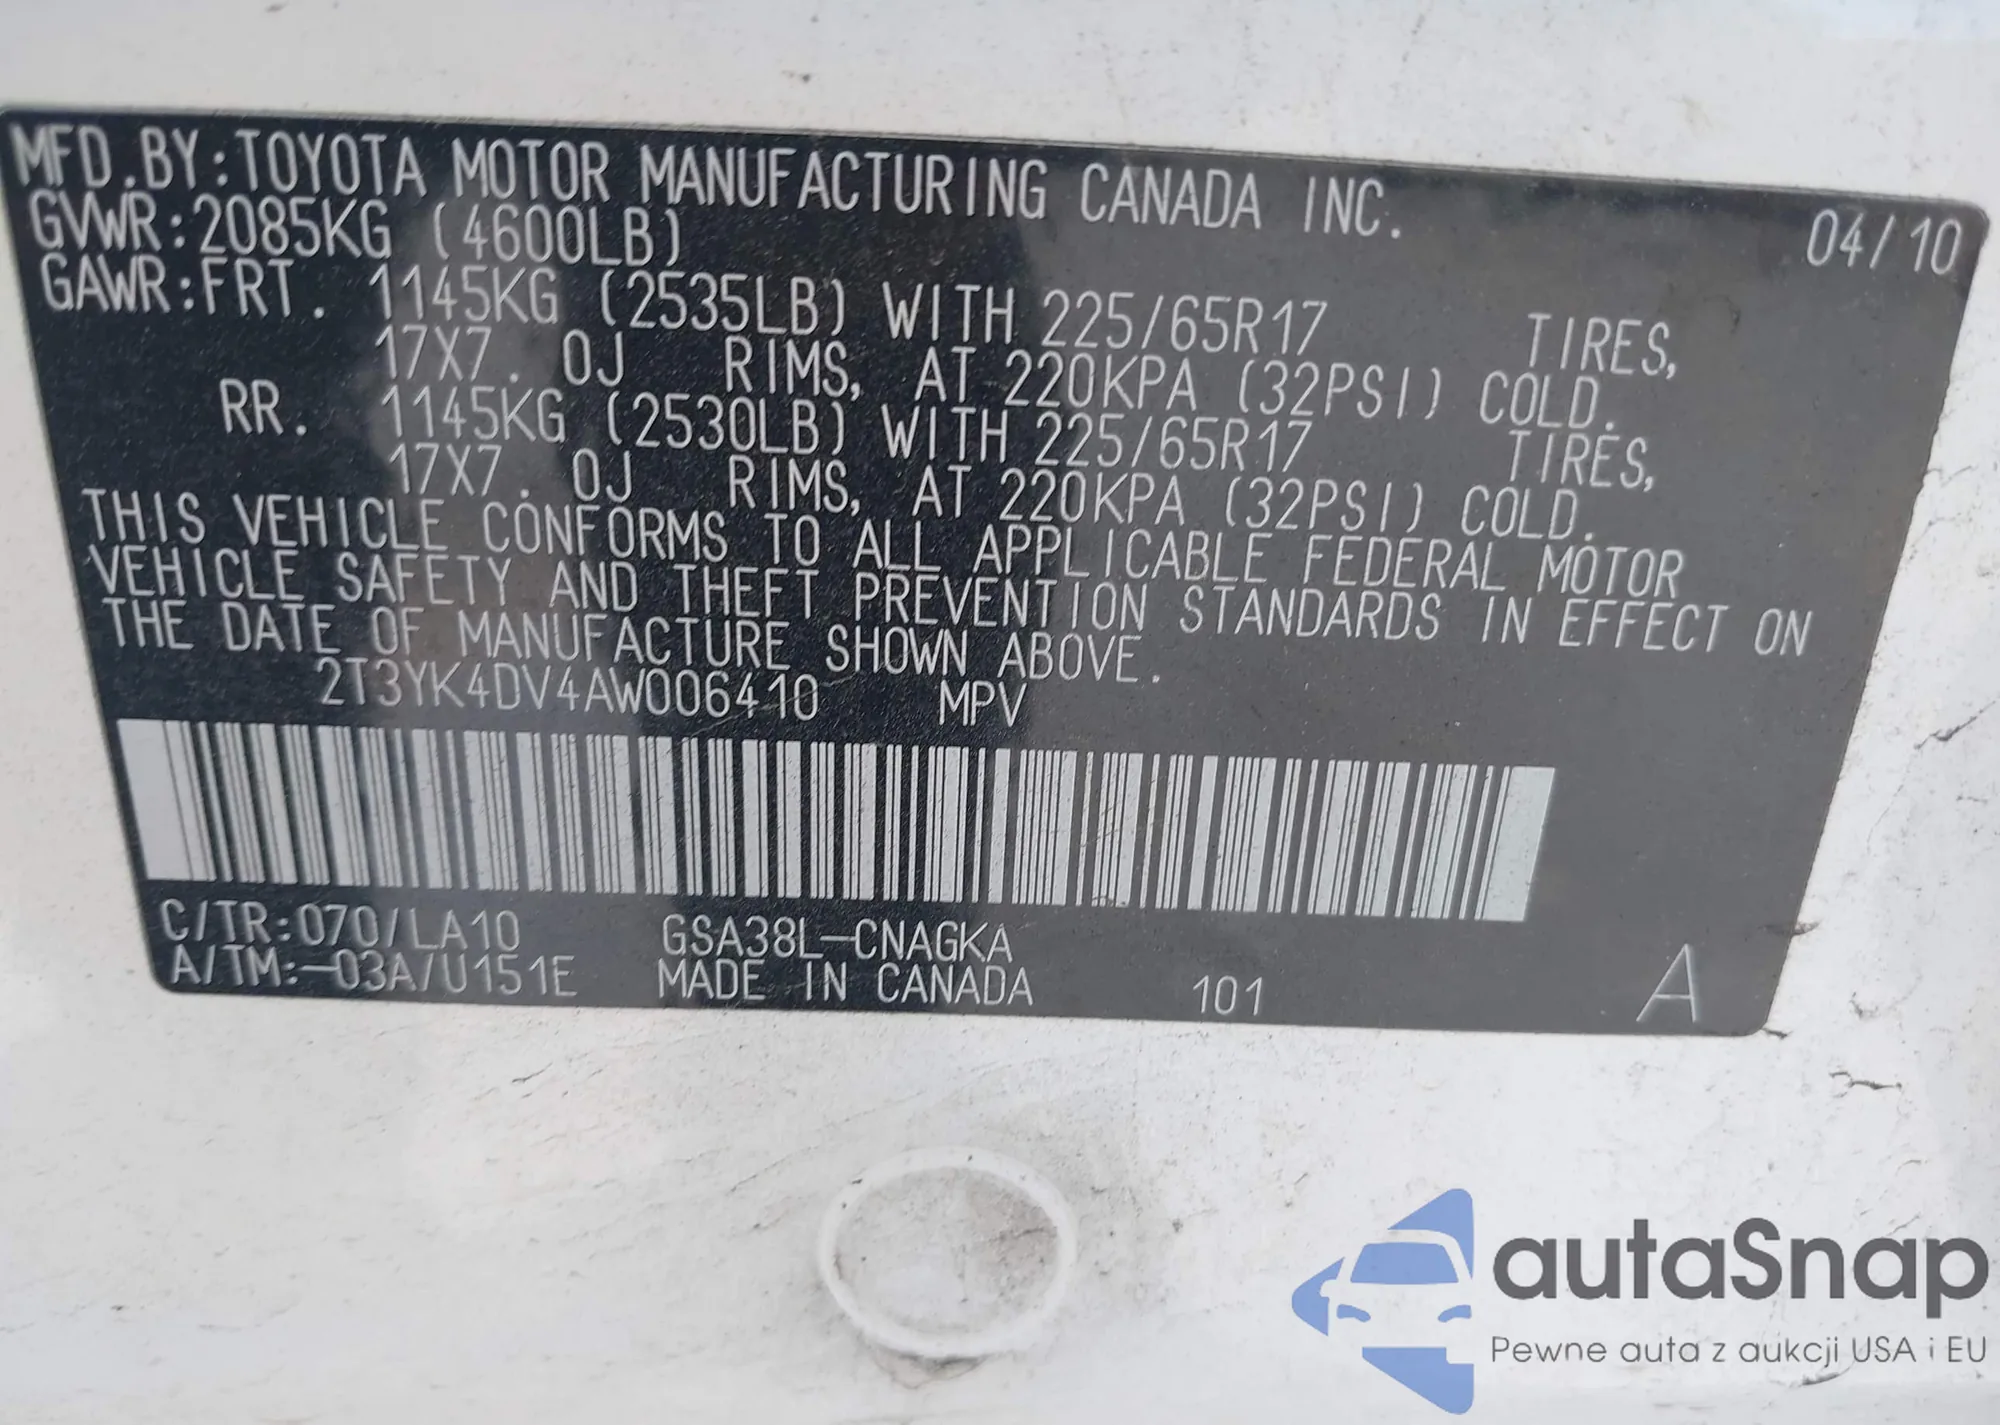 MFD.BY:TOYOTA MOTOR MANUFACTURING CANADA INC. 04/10
GVWR:2085KG (4600LB)
GAWR:FRT. 1145KG (2535LB) WITH 225/65R17 TIRES,
17X7.0J RIMS, AT 220KPA (32PSI) COLD.
RR. 1145KG (2530LB) WITH 225/65R17 TIRES,
17X7.0J RIMS, AT 220KPA (32PSI) COLD.
THIS VEHICLE CONFORMS TO ALL APPLICABLE FEDERAL MOTOR
VEHICLE SAFETY AND THEFT PREVENTION STANDARDS IN EFFECT ON
THE DATE OF MANUFACTURE SHOWN ABOVE.
2T3YK4DV4AW006410 MPV
C/TR:070/LA10 GSA38L-CNAGKA
A/TM:-03A/U151E MADE IN CANADA 101 A
autaSnap
Pewne auta z aukcji USA i EU